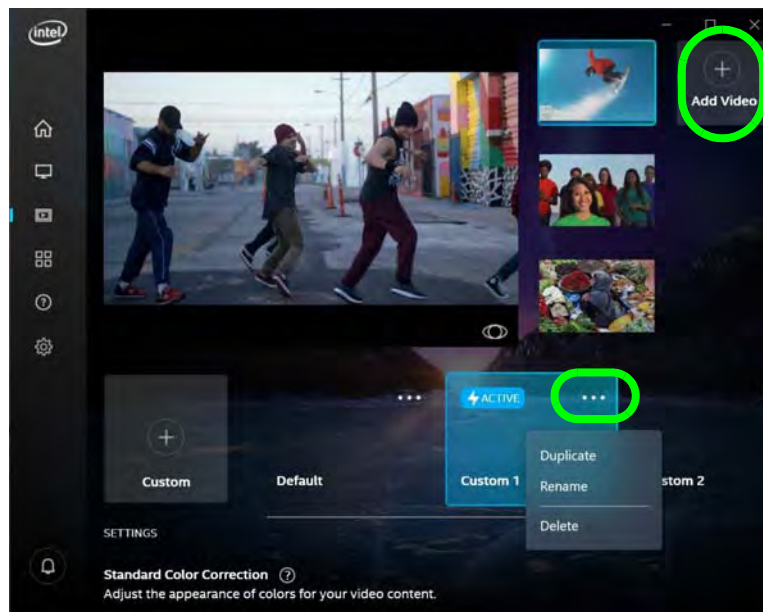 intel
Add Video
ACTIVE
Duplicate
Custom
Default
Custom 1
Rename
stom 2
Delete
SETTINGS
Standard Color Correction ?
Adjust the appearance of colors for your video content.